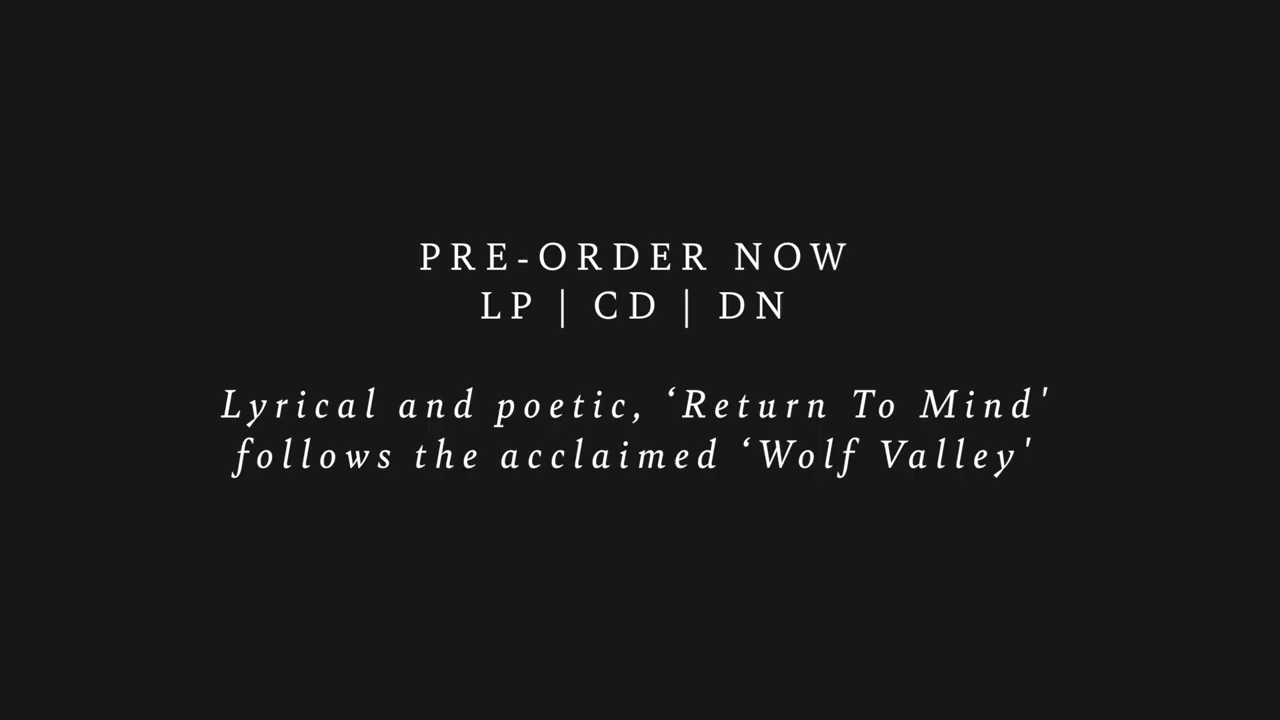 PRE-ORDER NOW
LP | CD | DN
Lyrical and poetic, ‘Return To Mind'
follows the acclaimed ‘Wolf Valley'